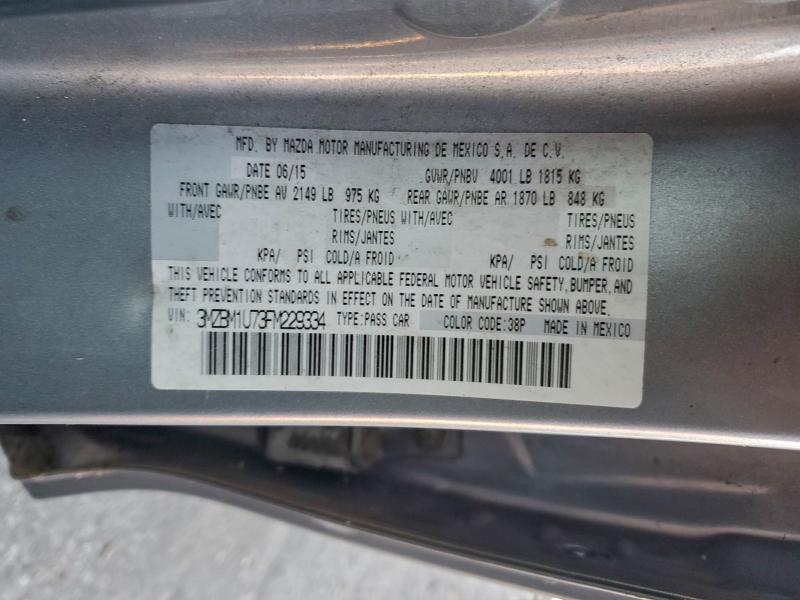 MFD. BY MAZDA MOTOR MANUFACTURING DE MEXICO S.A. DE C.V.
DATE 06/15 GVWR/PNBV 4001 LB 1815 KG
FRONT GAWR/PNBE AV 2149 LB 975 KG REAR GAWR/PNBE AR 1870 LB 848 KG
WITH/AVEC TIRES/PNEUS WITH/AVEC TIRES/PNEUS
RIMS/JANTES RIMS/JANTES
KPA/ PSI COLD/A FROID KPA/ PSI COLD/A FROID
THIS VEHICLE CONFORMS TO ALL APPLICABLE FEDERAL MOTOR VEHICLE SAFETY, BUMPER, AND
THEFT PREVENTION STANDARDS IN EFFECT ON THE DATE OF MANUFACTURE SHOWN ABOVE.
VIN: 3MZBM1U73FM229334 TYPE:PASS CAR COLOR CODE:38P MADE IN MEXICO